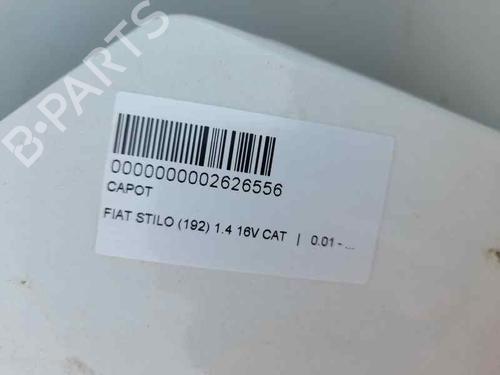 B-PARTS
0000000002626556
CAPOT
FIAT STILO (192) 1.4 16V CAT | 0.01 - ...